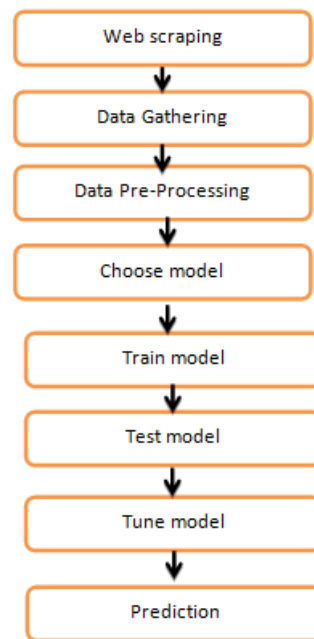 Web scraping
Data Gathering
Data Pre-Processing
Choose model
Train model
Test model
Tune model
Prediction